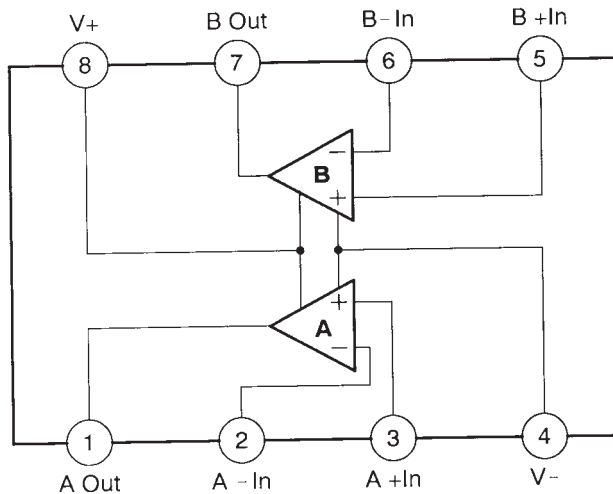 V+ B Out B- In B +In
8 7 6 5
− B +
+ A −
1 2 3 4
A Out A -In A +In V-